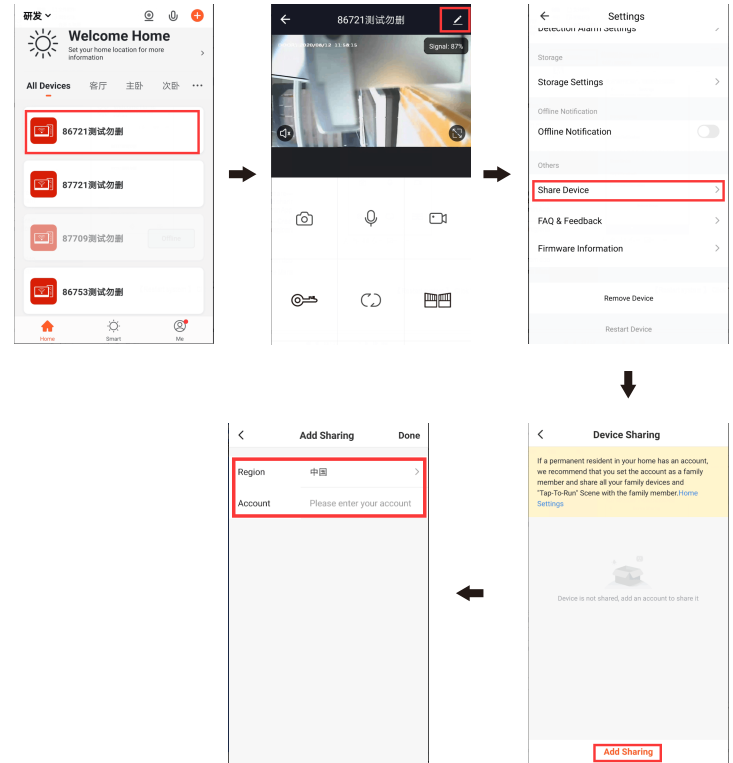 研发
Welcome Home
Set your home location for more
information
All Devices 客厅 主卧 次卧
86721测试勿删
87721测试勿删
87709测试勿删
86753测试勿删
Home Smart Me
86721测试勿删
Signal: 87%
Settings
Detection Alarm Settings
Storage
Storage Settings
Offline Notification
Offline Notification
Others
Share Device
FAQ & Feedback
Firmware Information
Remove Device
Restart Device
Device Sharing
If a permanent resident in your home has an account,
we recommend that you set the account as a family
member and share all your family devices and
"Tap-To-Run" Scene with the family member.Home
Settings
Device is not shared, add an account to share it
Add Sharing
Add Sharing Done
Region 中国
Account Please enter your account